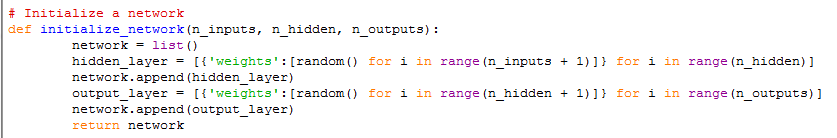 # Initialize a network
def initialize_network(n_inputs, n_hidden, n_outputs):
        network = list()
        hidden_layer = [{'weights':[random() for i in range(n_inputs + 1)]} for i in range(n_hidden)]
        network.append(hidden_layer)
        output_layer = [{'weights':[random() for i in range(n_hidden + 1)]} for i in range(n_outputs)]
        network.append(output_layer)
        return network